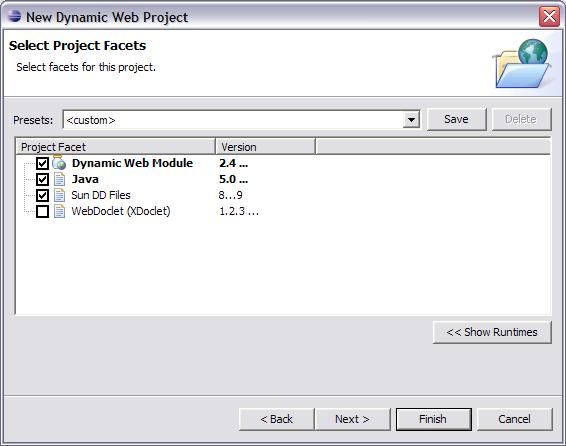 New Dynamic Web Project
Select Project Facets
Select facets for this project.
Presets: <custom> Save Delete
Project Facet Version
Dynamic Web Module 2.4 ...
Java 5.0 ...
Sun DD Files 8...9
WebDoclet (XDoclet) 1.2.3 ...
<< Show Runtimes
< Back Next > Finish Cancel